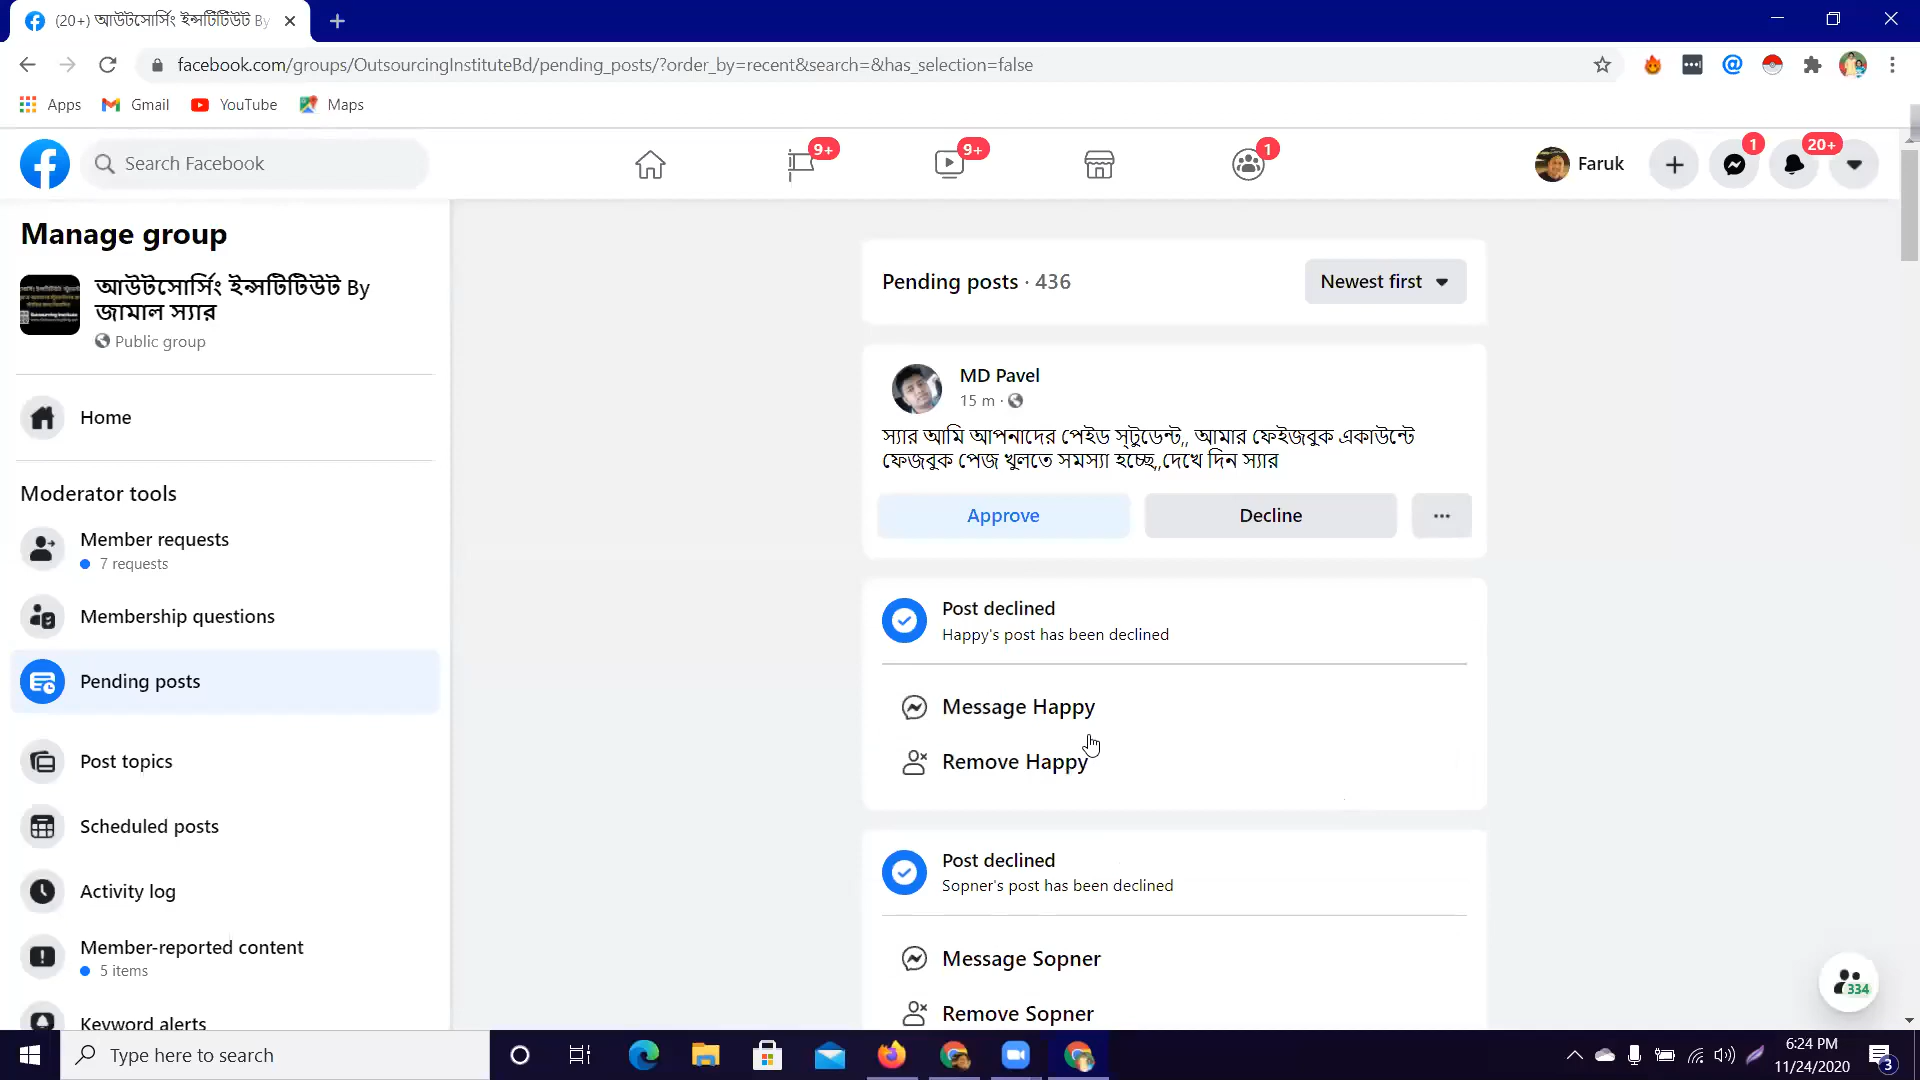 (20+) আউটসোর্সিং ইন্সটিটিউট By
facebook.com/groups/OutsourcingInstituteBd/pending_posts/?order_by=recent&search=&has_selection=false
Apps Gmail YouTube Maps
Search Facebook
9+
9+
1
Faruk
1
20+
Manage group
আউটসোর্সিং ইন্সটিটিউট By
জামাল স্যার
Public group
Home
Moderator tools
Member requests
7 requests
Membership questions
Pending posts
Post topics
Scheduled posts
Activity log
Member-reported content
5 items
Keyword alerts
Pending posts · 436
Newest first
MD Pavel
15 m ·
স্যার আমি আপনাদের পেইড স্টুডেন্ট,, আমার ফেইজবুক একাউন্টে
ফেজবুক পেজ খুলতে সমস্যা হচ্ছে,,দেখে দিন স্যার
Approve Decline
Post declined
Happy's post has been declined
Message Happy
Remove Happy
Post declined
Sopner's post has been declined
Message Sopner
Remove Sopner
334
Type here to search
6:24 PM
11/24/2020
3